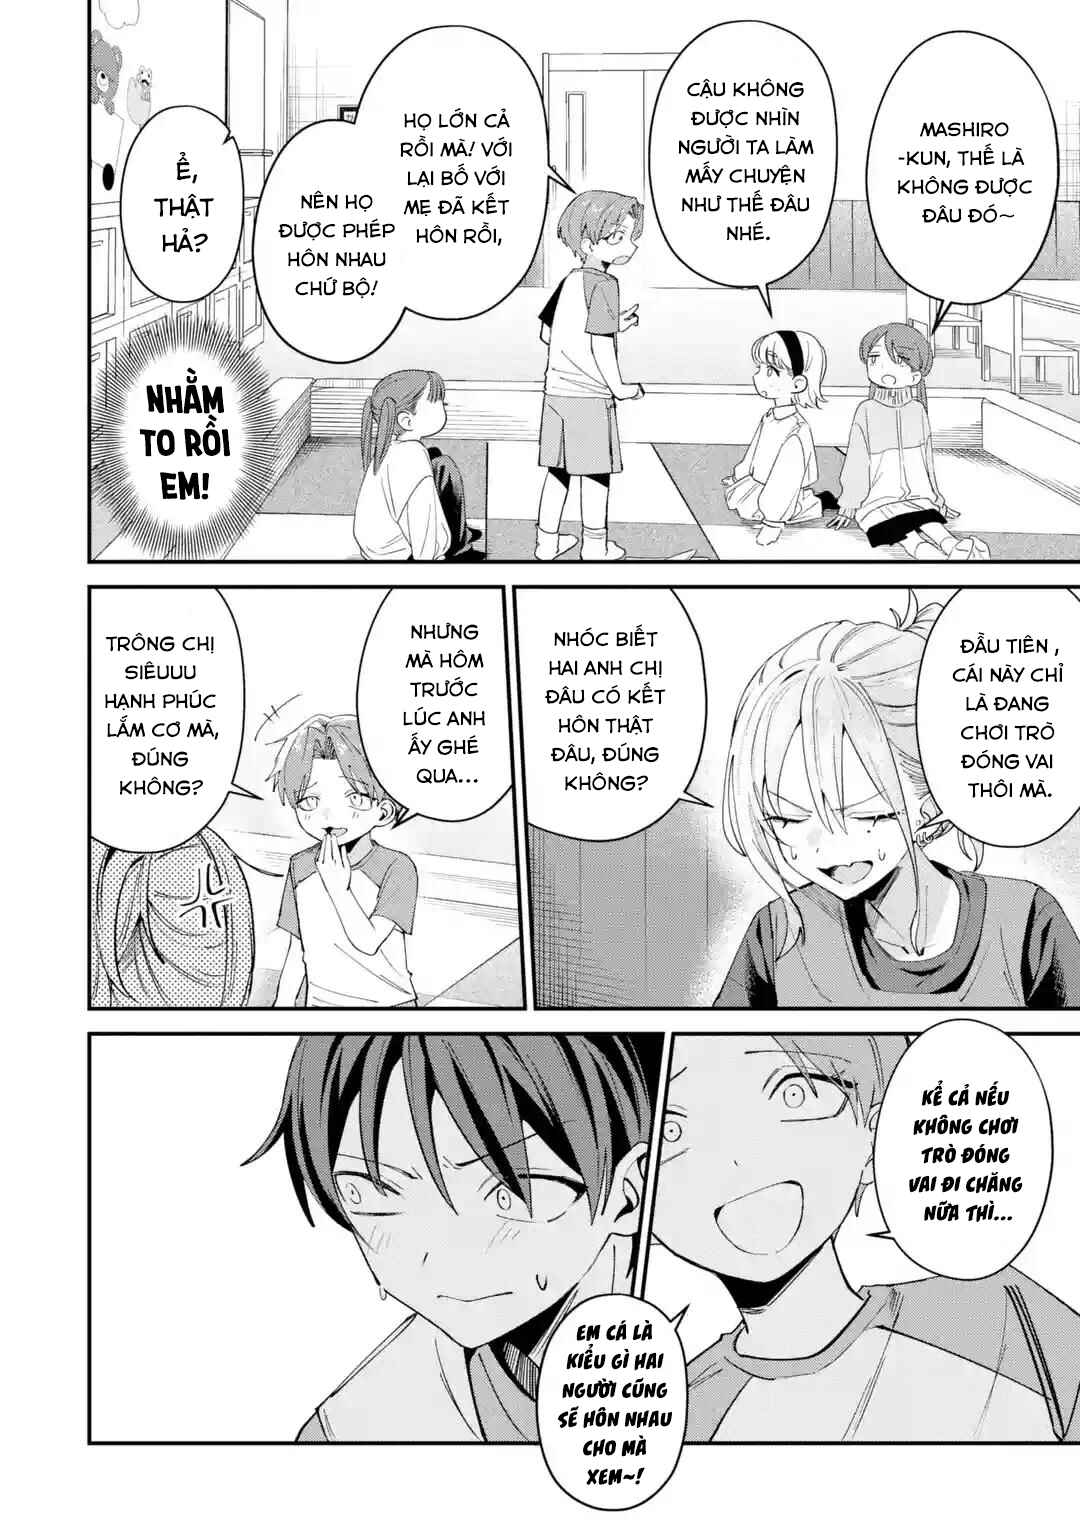 MASHIRO
-KUN, THẾ LÀ
KHÔNG ĐƯỢC
ĐÂU ĐÓ~
CẬU KHÔNG
ĐƯỢC NHÌN
NGƯỜI TA LÀM
MẤY CHUYỆN
NHƯ THẾ ĐÂU
NHÉ.
HỌ LỚN CẢ
RỒI MÀ! VỚI
LẠI BỐ VỚI
MẸ ĐÃ KẾT
HÔN RỒI,
NÊN HỌ
ĐƯỢC PHÉP
HÔN NHAU
CHỨ BỘ!
Ể,
THẬT
HẢ?
NHẰM
TO RỒI
EM!
ĐẦU TIÊN ,
CÁI NÀY CHỈ
LÀ ĐANG
CHƠI TRÒ
ĐÓNG VAI
THÔI MÀ.
NHÓC BIẾT
HAI ANH CHỊ
ĐÂU CÓ KẾT
HÔN THẬT
ĐÂU, ĐÚNG
KHÔNG?
NHƯNG
MÀ HÔM
TRƯỚC
LÚC ANH
ẤY GHÉ
QUA...
TRÔNG CHỊ
SIÊUUU
HẠNH PHÚC
LẮM CƠ MÀ,
ĐÚNG
KHÔNG?
KỂ CẢ NẾU
KHÔNG CHƠI
TRÒ ĐÓNG
VAI ĐI CHĂNG
NỮA THÌ...
EM CÁ LÀ
KIỂU GÌ HAI
NGƯỜI CŨNG
SẼ HÔN NHAU
CHO MÀ
XEM~!